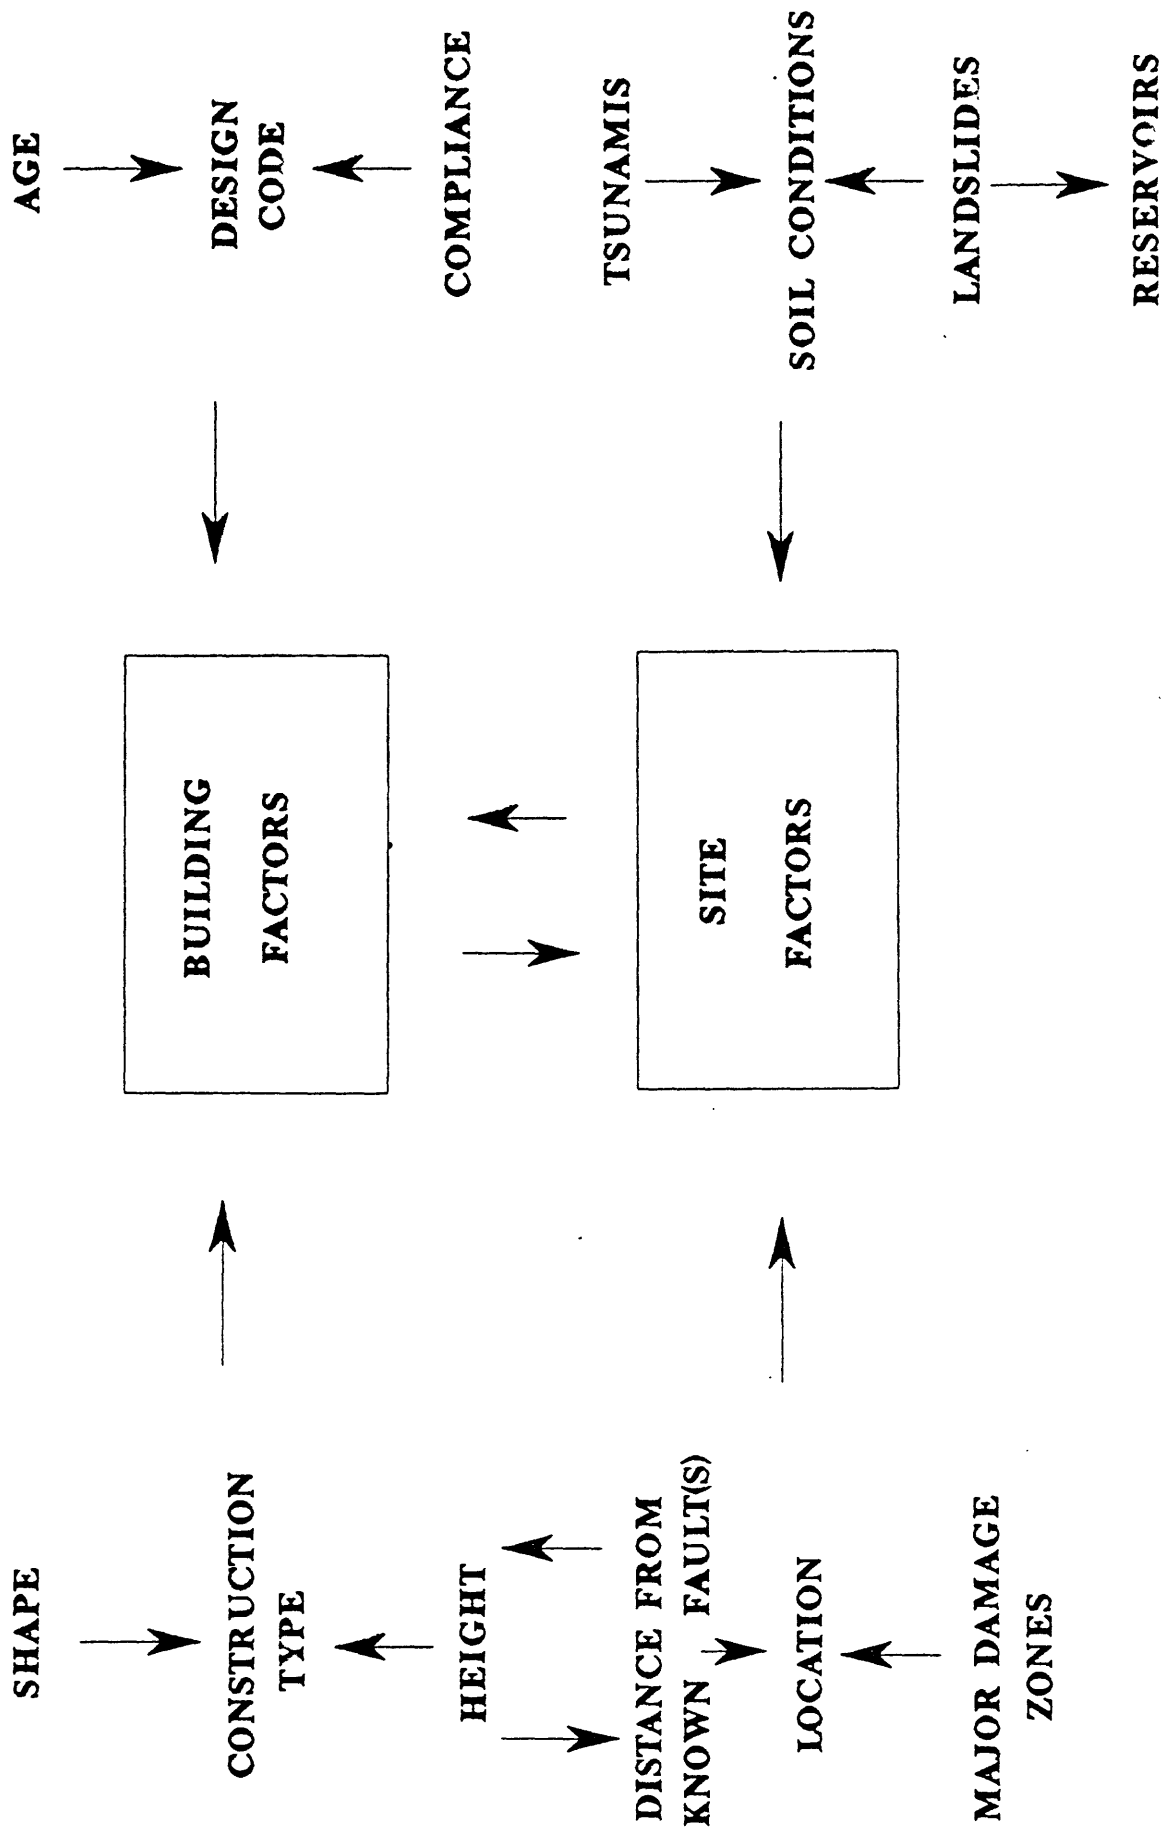 SHAPE
CONSTRUCTION
TYPE
HEIGHT
DISTANCE FROM
KNOWN FAULT(S)
LOCATION
MAJOR DAMAGE
ZONES
BUILDING
FACTORS
SITE
FACTORS
AGE
DESIGN
CODE
COMPLIANCE
TSUNAMIS
SOIL CONDITIONS
LANDSLIDES
RESERVOIRS